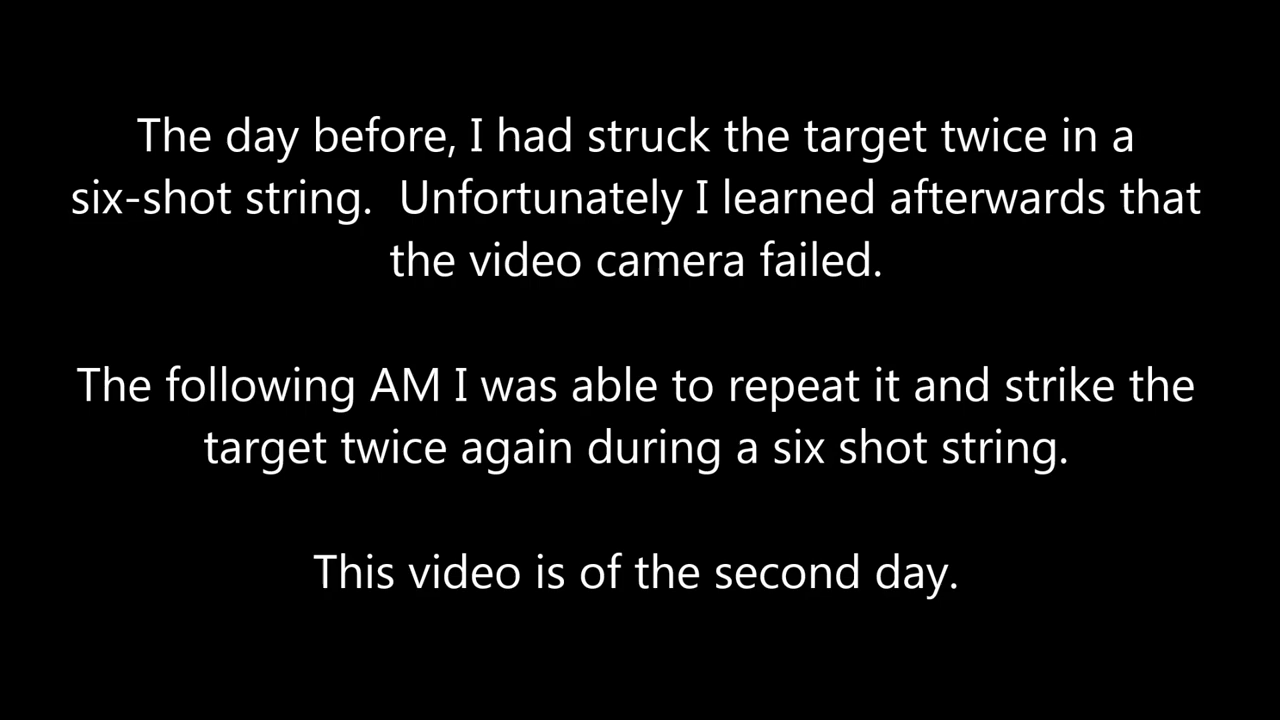 The day before, I had struck the target twice in a
six-shot string.  Unfortunately I learned afterwards that
the video camera failed.
The following AM I was able to repeat it and strike the
target twice again during a six shot string.
This video is of the second day.